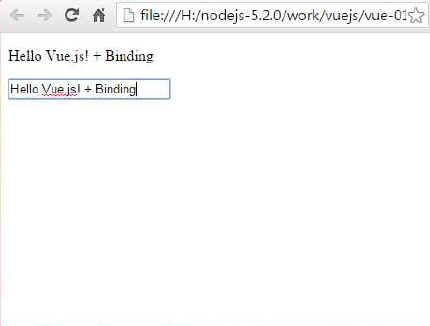 file:///H:/nodejs-5.2.0/work/vuejs/vue-01
Hello Vue.js! + Binding
Hello Vue.js! + Binding